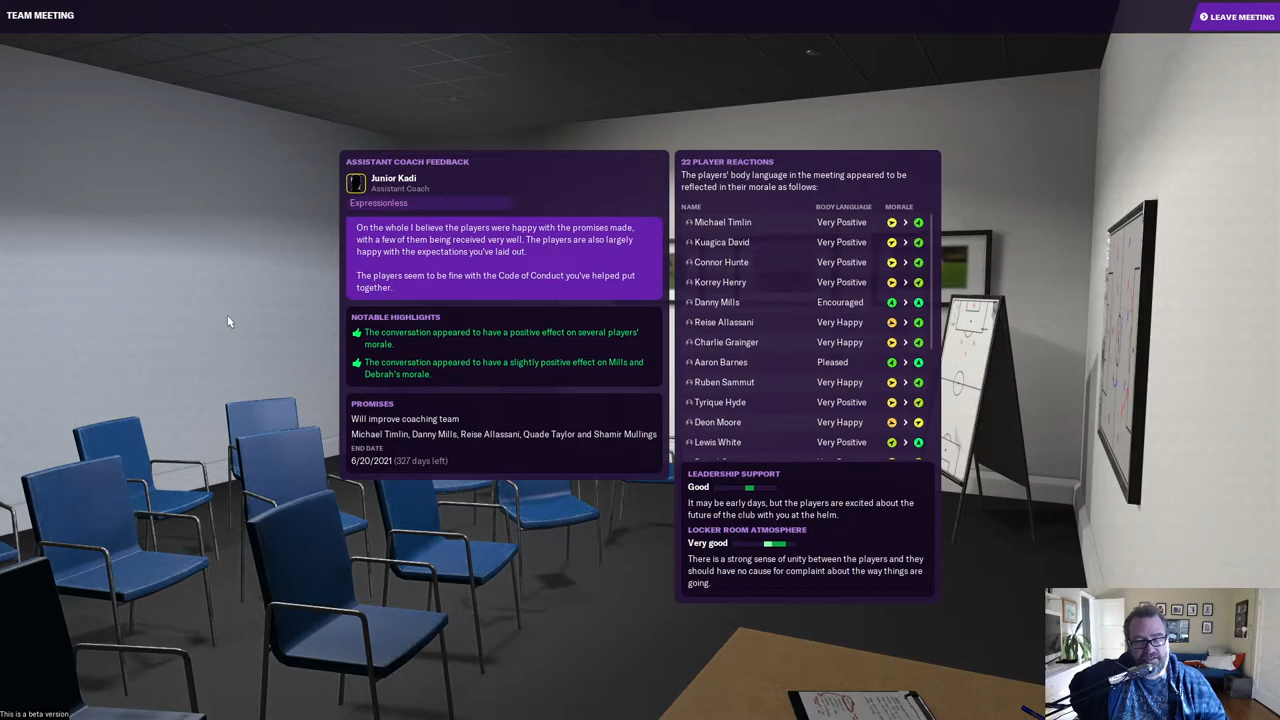 TEAM MEETING
LEAVE MEETING
ASSISTANT COACH FEEDBACK
Junior Kadi
Assistant Coach
Expressionless
On the whole I believe the players were happy with the promises made,
with a few of them being received very well. The players are also largely
happy with the expectations you've laid out.
The players seem to be fine with the Code of Conduct you've helped put
together.
NOTABLE HIGHLIGHTS
The conversation appeared to have a positive effect on several players'
morale.
The conversation appeared to have a slightly positive effect on Mills and
Debrah's morale.
PROMISES
Will improve coaching team
Michael Timlin, Danny Mills, Reise Allassani, Quade Taylor and Shamir Mullings
END DATE
6/20/2021 (327 days left)
22 PLAYER REACTIONS
The players' body language in the meeting appeared to be
reflected in their morale as follows:
NAME BODY LANGUAGE MORALE
Michael Timlin Very Positive
Kuagica David Very Positive
Connor Hunte Very Positive
Korrey Henry Very Positive
Danny Mills Encouraged
Reise Allassani Very Happy
Charlie Grainger Very Happy
Aaron Barnes Pleased
Ruben Sammut Very Happy
Tyrique Hyde Very Happy
Deon Moore Very Happy
Lewis White Very Positive
LEADERSHIP SUPPORT
Good
It may be early days, but the players are excited about the
future of the club with you at the helm.
LOCKER ROOM ATMOSPHERE
Very good
There is a strong sense of unity between the players and they
should have no cause for complaint about the way things are
going.
This is a beta version